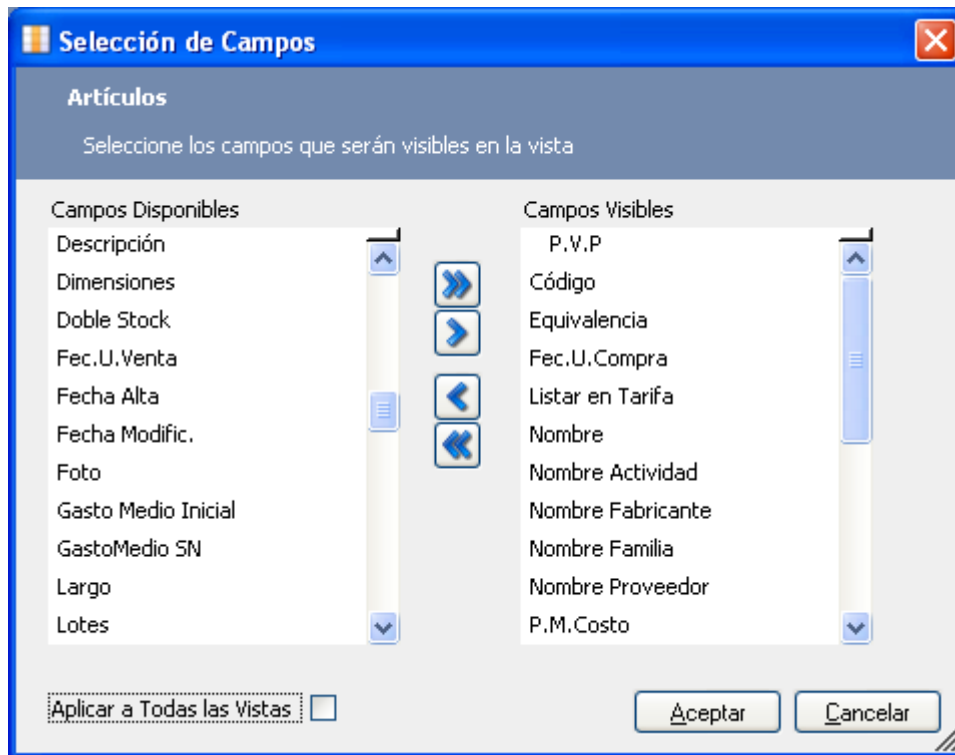 Selección de Campos
Artículos
Seleccione los campos que serán visibles en la vista
Campos Disponibles
Descripción
Dimensiones
Doble Stock
Fec.U.Venta
Fecha Alta
Fecha Modific.
Foto
Gasto Medio Inicial
GastoMedio SN
Largo
Lotes
Campos Visibles
P.V.P
Código
Equivalencia
Fec.U.Compra
Listar en Tarifa
Nombre
Nombre Actividad
Nombre Fabricante
Nombre Familia
Nombre Proveedor
P.M.Costo
Aplicar a Todas las Vistas
Aceptar
Cancelar